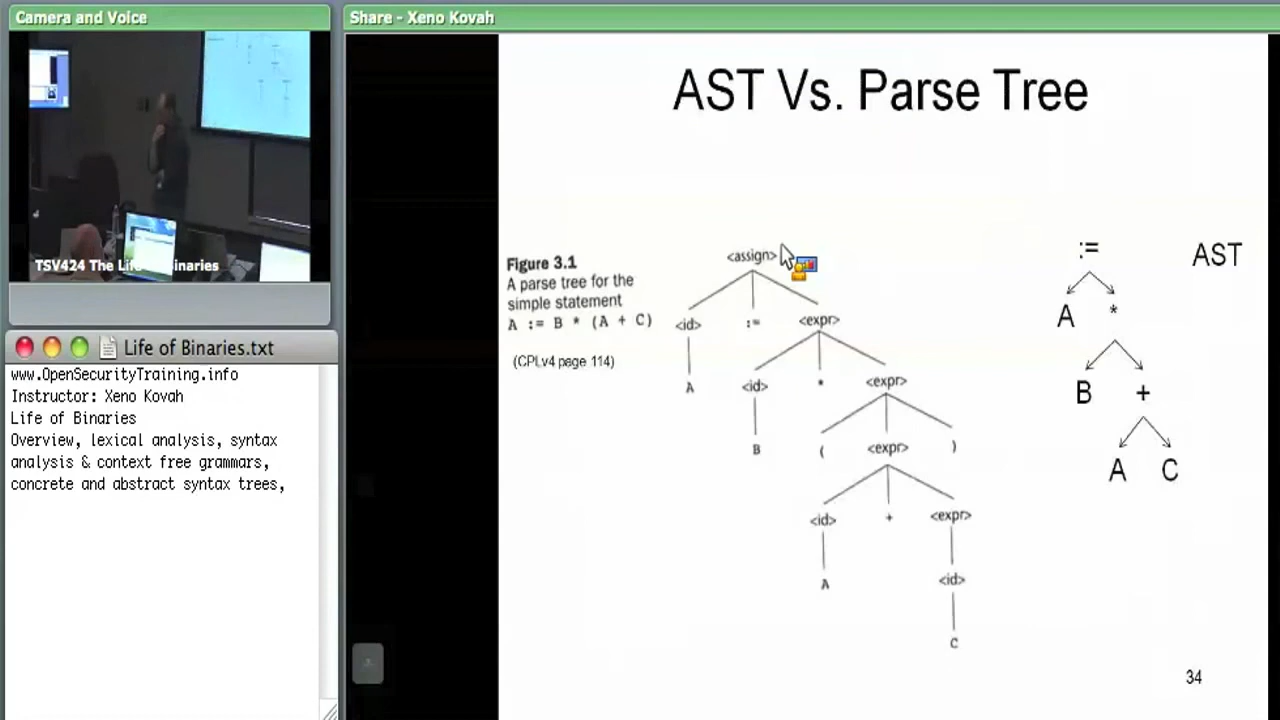 Camera and Voice
TSV424 The Life of Binaries
Life of Binaries.txt
www.OpenSecurityTraining.info
Instructor: Xeno Kovah
Life of Binaries
Overview, lexical analysis, syntax
analysis & context free grammars,
concrete and abstract syntax trees,
Share - Xeno Kovah
AST Vs. Parse Tree
Figure 3.1
A parse tree for the
simple statement
A := B * (A + C)
(CPLv4 page 114)
<assign>
<id> := <expr>
A <id> * <expr>
B ( <expr> )
<id> + <expr>
A <id>
C
:= AST
A *
B +
A C
34